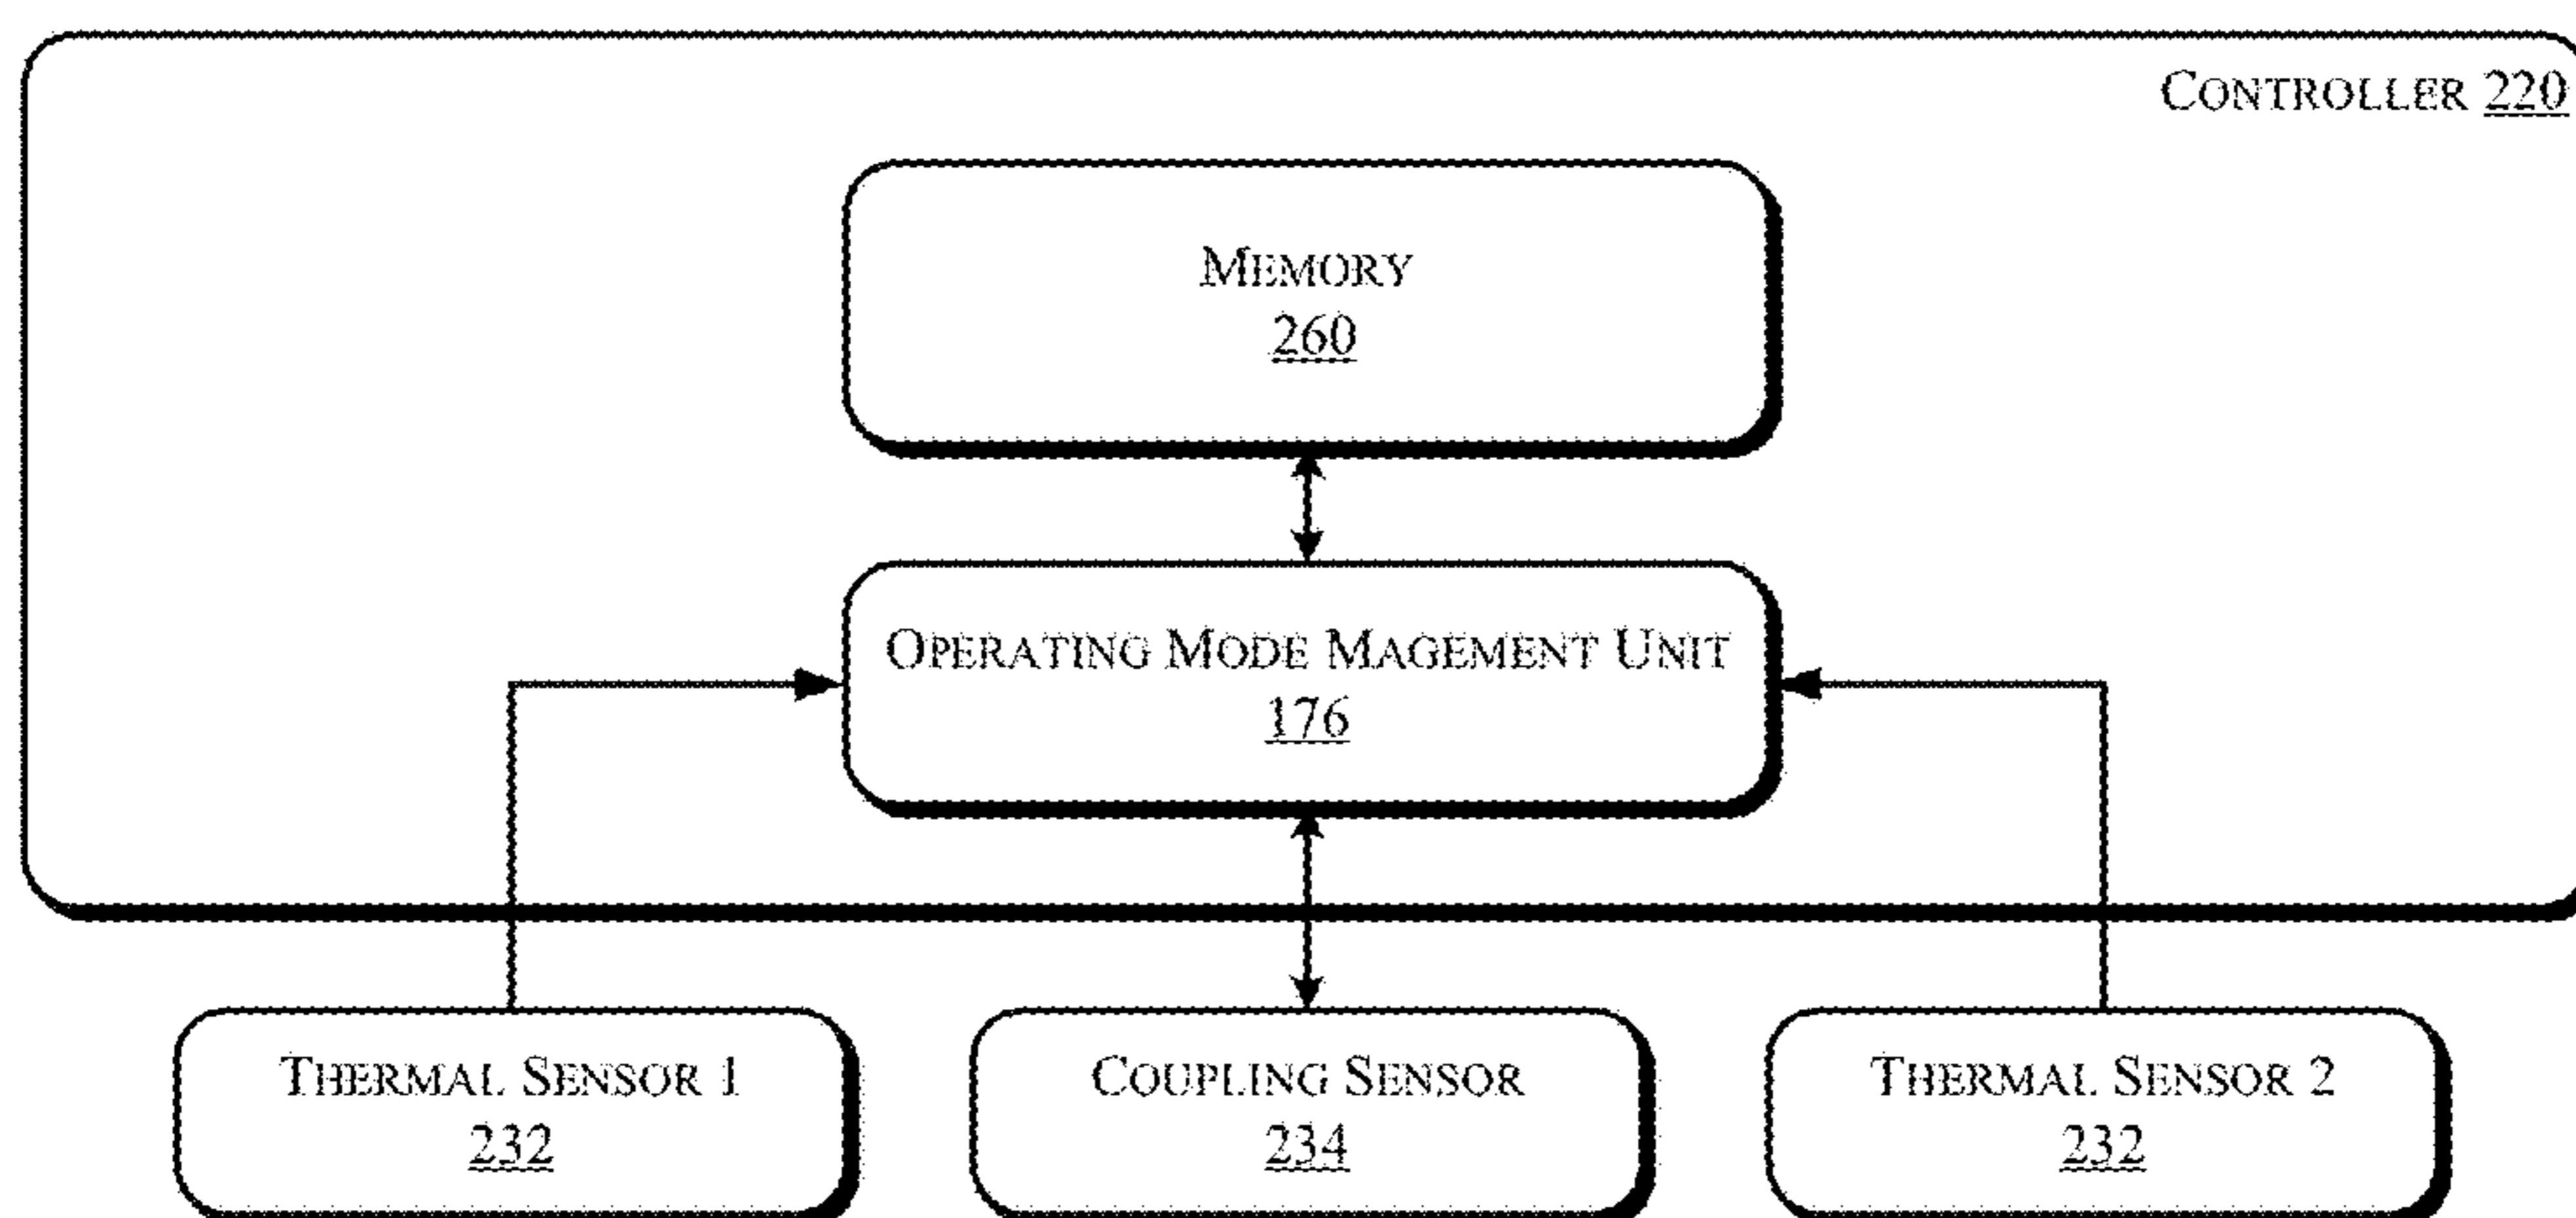 CONTROLLER 220
MEMORY
260
OPERATING MODE MAGEMENT UNIT
176
THERMAL SENSOR 1
232
COUPLING SENSOR
234
THERMAL SENSOR 2
232